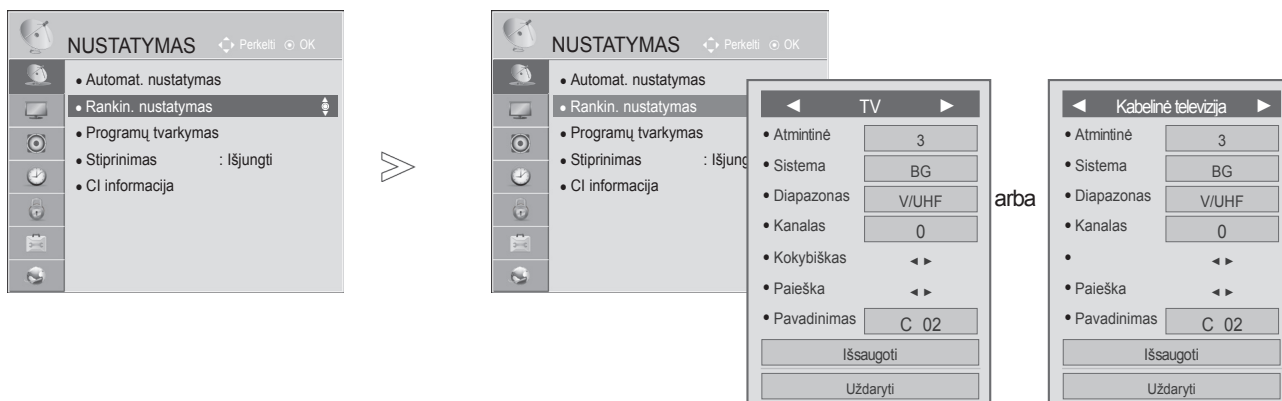 NUSTATYMAS Perkelti OK
• Automat. nustatymas
• Rankin. nustatymas
• Programų tvarkymas
• Stiprinimas : Išjungti
• CI informacija
NUSTATYMAS Perkelti OK
• Automat. nustatymas
• Rankin. nustatymas
• Programų tvarkymas
• Stiprinimas : Išjung
• CI informacija
◄ TV ►
• Atmintinė 3
• Sistema BG
• Diapazonas V/UHF
• Kanalas 0
• Kokybiškas ◄ ►
• Paieška ◄ ►
• Pavadinimas C 02
Išsaugoti
Uždaryti
arba
◄ Kabelinė televizija ►
• Atmintinė 3
• Sistema BG
• Diapazonas V/UHF
• Kanalas 0
• ◄ ►
• Paieška ◄ ►
• Pavadinimas C 02
Išsaugoti
Uždaryti